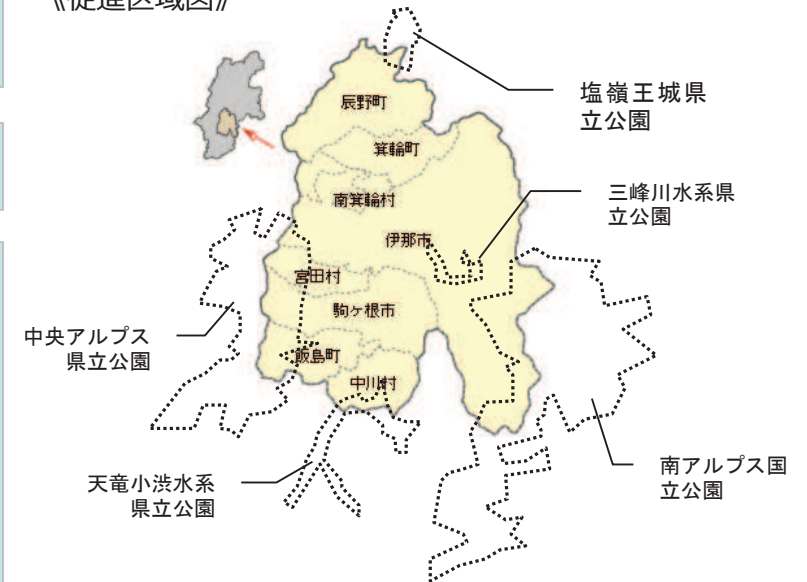 《促進区域図》
塩嶺王城県
立公園
辰野町
箕輪町
南箕輪村
三峰川水系県
立公園
伊那市
宮田村
駒ヶ根市
中央アルプス
県立公園
飯島町
中川村
天竜小渋水系
県立公園
南アルプス国
立公園